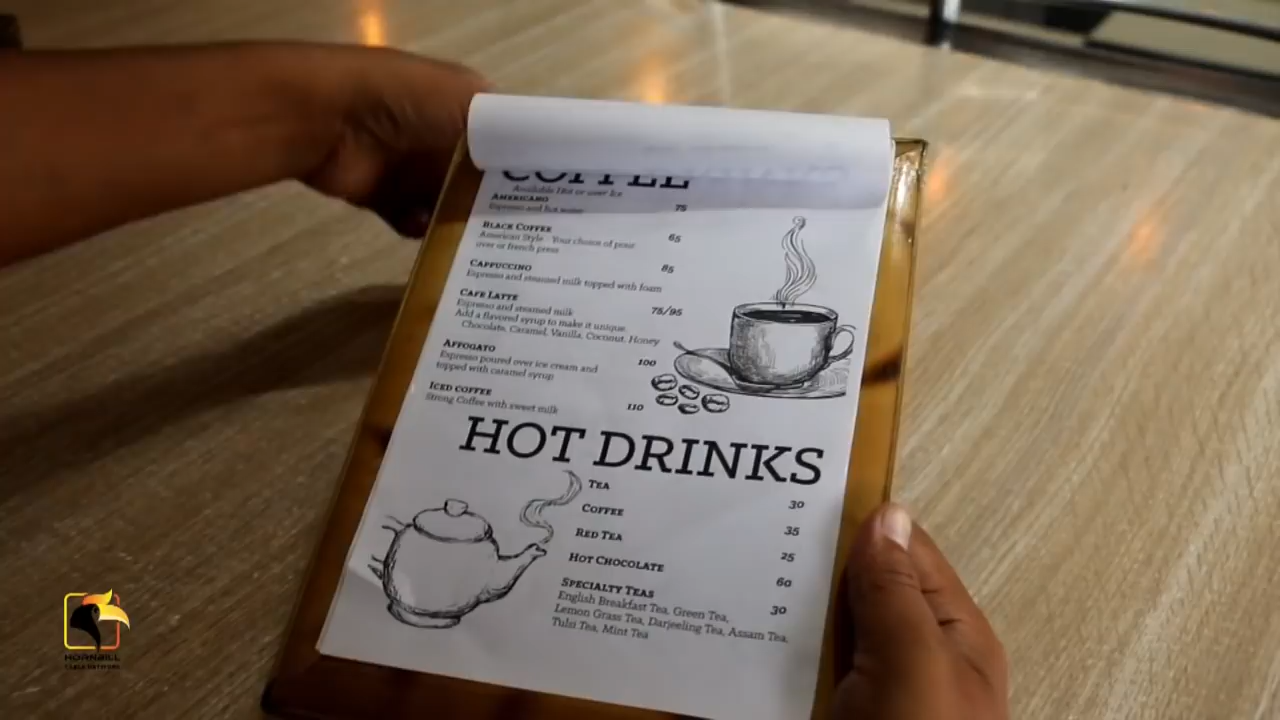 COFFEE
Available Hot or over Ice
AMERICANO 75
Espresso and hot water
BLACK COFFEE 65
American Style - Your choice of pour
over or french press
CAPPUCCINO 85
Espresso and steamed milk topped with foam
CAFE LATTE 75/95
Espresso and steamed milk
Add a flavored syrup to make it unique.
Chocolate, Caramel, Vanilla, Coconut, Honey
AFFOGATO 100
Espresso poured over ice cream and
topped with caramel syrup
ICED COFFEE 110
Strong Coffee with sweet milk
HOT DRINKS
TEA 30
COFFEE 35
RED TEA 25
HOT CHOCOLATE 60
SPECIALTY TEAS 30
English Breakfast Tea, Green Tea,
Lemon Grass Tea, Darjeeling Tea, Assam Tea,
Tulsi Tea, Mint Tea
HORNBILL